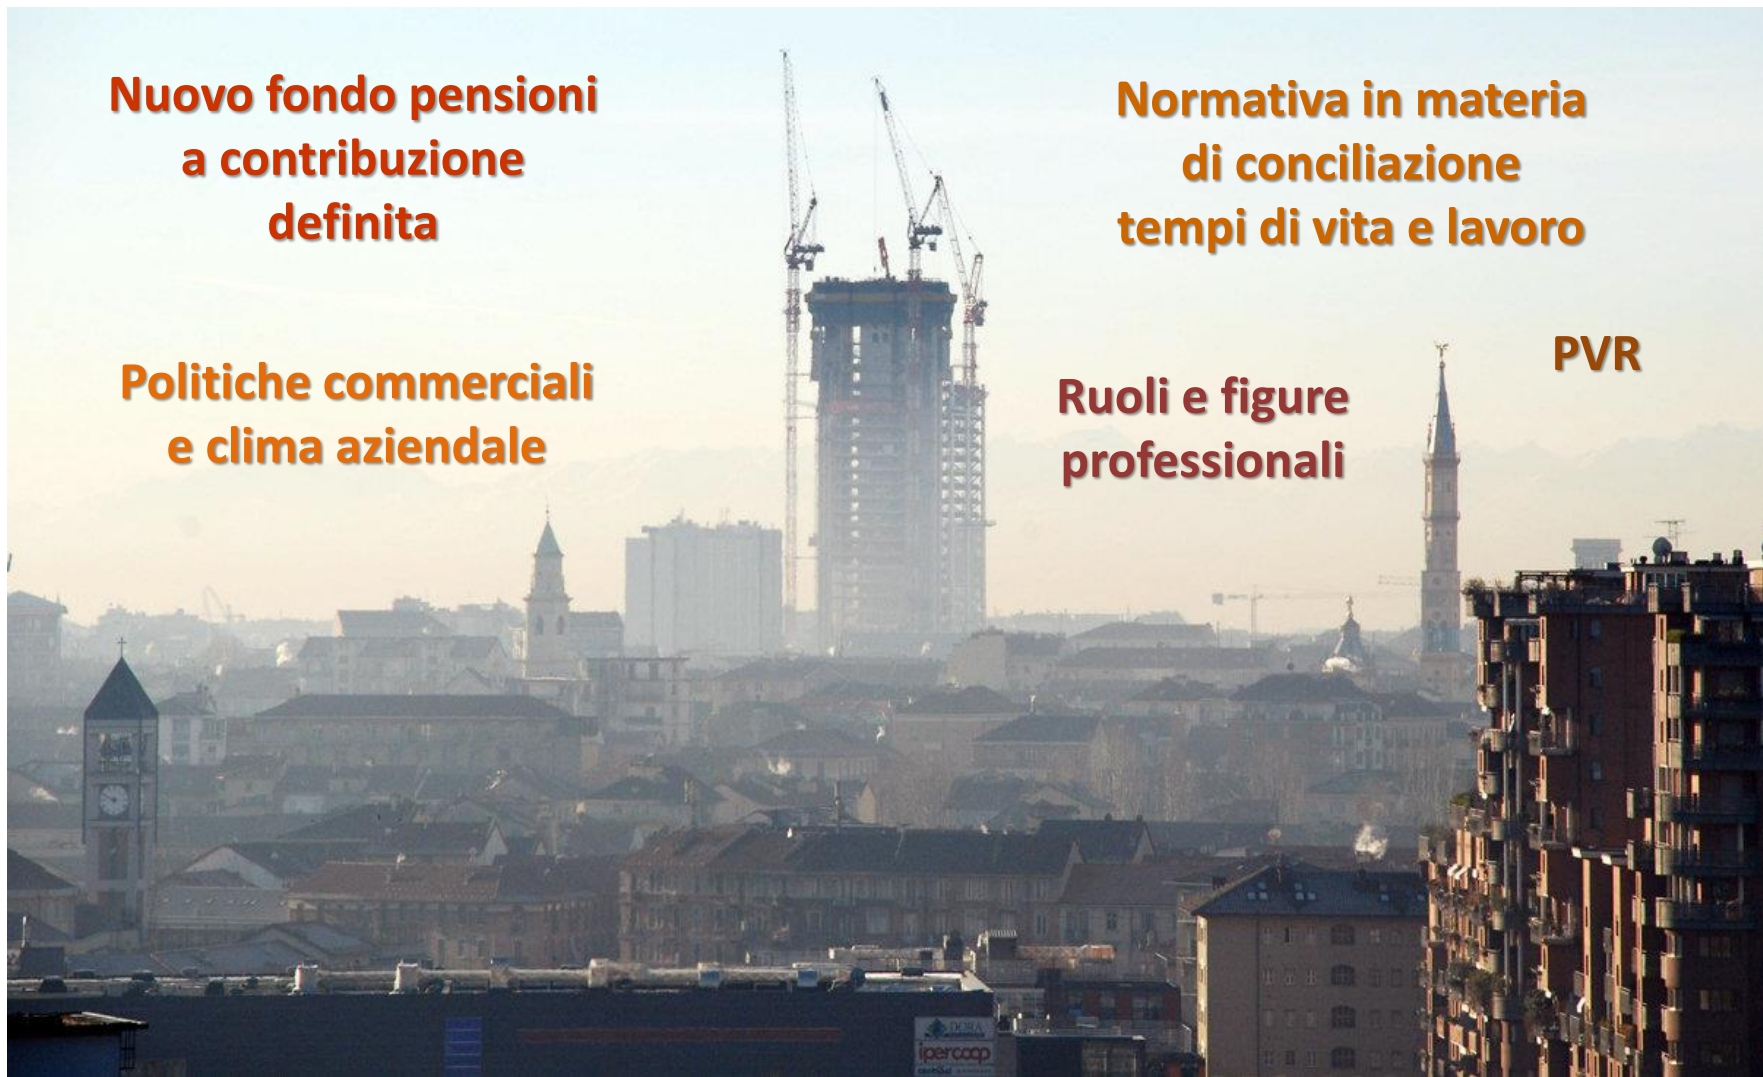 Nuovo fondo pensioni
a contribuzione
definita
Normativa in materia
di conciliazione
tempi di vita e lavoro
PVR
Politiche commerciali
e clima aziendale
Ruoli e figure
professionali
DORA
ipercoop